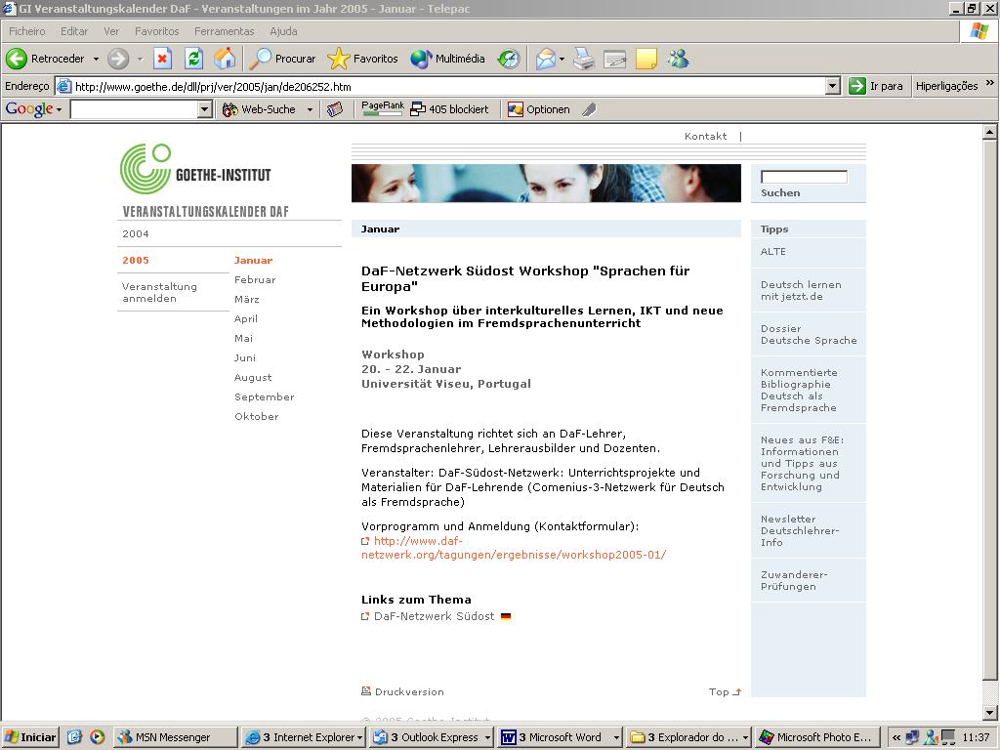 GI Veranstaltungskalender DaF - Veranstaltungen im Jahr 2005 - Januar - Telepac
Ficheiro Editar Ver Favoritos Ferramentas Ajuda
Retroceder Procurar Favoritos Multimédia
Endereço http://www.goethe.de/dll/prj/ver/2005/jan/de206252.htm Ir para Hiperligações »
Google Web-Suche PageRank 405 blockiert Optionen
Kontakt |
GOETHE-INSTITUT
VERANSTALTUNGSKALENDER DAF
2004
2005
Veranstaltung
anmelden
Januar
Februar
März
April
Mai
Juni
August
September
Oktober
Januar
DaF-Netzwerk Südost Workshop "Sprachen für
Europa"
Ein Workshop über interkulturelles Lernen, IKT und neue
Methodologien im Fremdsprachenunterricht
Workshop
20. - 22. Januar
Universität Viseu, Portugal
Diese Veranstaltung richtet sich an DaF-Lehrer,
Fremdsprachenlehrer, Lehrerausbilder und Dozenten.
Veranstalter: DaF-Südost-Netzwerk: Unterrichtsprojekte und
Materialien für DaF-Lehrende (Comenius-3-Netzwerk für Deutsch
als Fremdsprache)
Vorprogramm und Anmeldung (Kontaktformular):
http://www.daf-
netzwerk.org/tagungen/ergebnisse/workshop2005-01/
Links zum Thema
DaF-Netzwerk Südost
Druckversion Top
© 2005 Goethe-Institut
Suchen
Tipps
ALTE
Deutsch lernen
mit jetzt.de
Dossier
Deutsche Sprache
Kommentierte
Bibliographie
Deutsch als
Fremdsprache
Neues aus F&E:
Informationen
und Tipps aus
Forschung und
Entwicklung
Newsletter
Deutschlehrer-
Info
Zuwanderer-
Prüfungen
Iniciar MSN Messenger 3 Internet Explorer 3 Outlook Express 3 Microsoft Word 3 Explorador do ... Microsoft Photo E... « 11:37